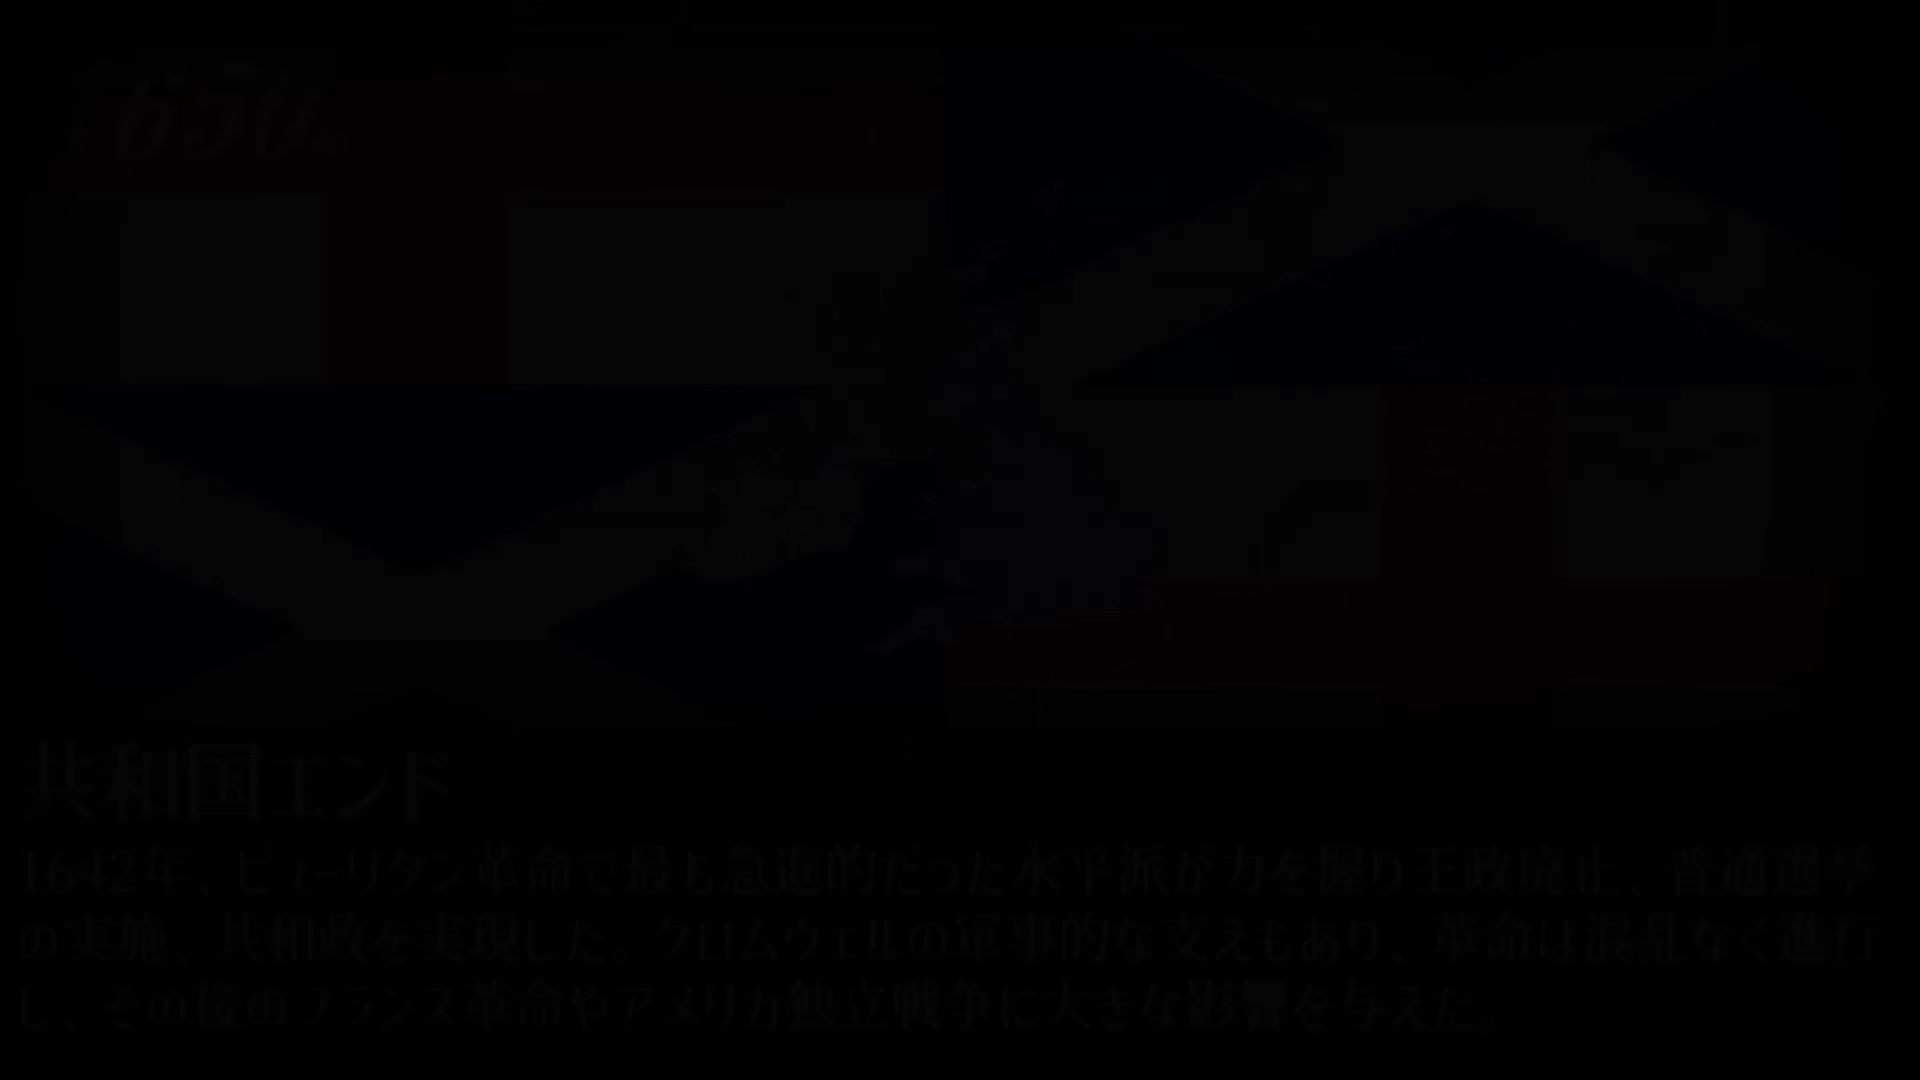 1650年
共和国エンド
1642年、ピューリタン革命で最も急進的だった水平派が力を握り王政廃止、普通選挙
の実施、共和政を実現した。クロムウェルの軍事的な支えもあり、革命は混乱なく進行
し、その後のフランス革命やアメリカ独立戦争に大きな影響を与えた。